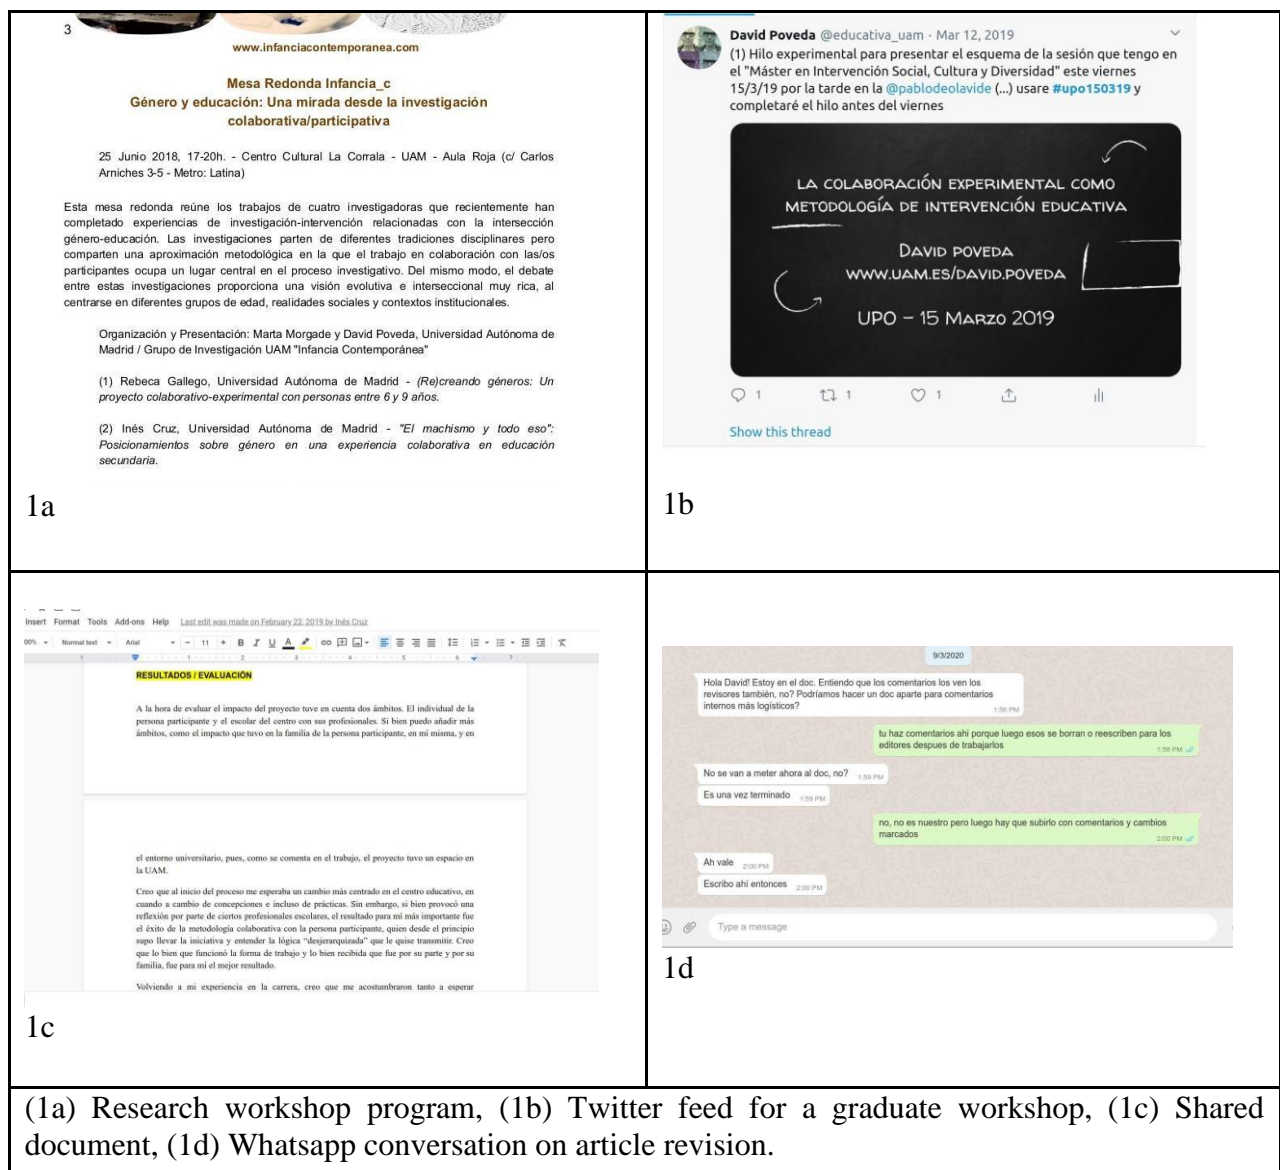 3
www.infanciacontemporanea.com
Mesa Redonda Infancia_c
Género y educación: Una mirada desde la investigación
colaborativa/participativa
25 Junio 2018, 17-20h. - Centro Cultural La Corrala - UAM - Aula Roja (c/ Carlos
Arniches 3-5 - Metro: Latina)
Esta mesa redonda reúne los trabajos de cuatro investigadoras que recientemente han
completado experiencias de investigación-intervención relacionadas con la intersección
género-educación. Las investigaciones parten de diferentes tradiciones disciplinares pero
comparten una aproximación metodológica en la que el trabajo en colaboración con las/os
participantes ocupa un lugar central en el proceso investigativo. Del mismo modo, el debate
entre estas investigaciones proporciona una visión evolutiva e interseccional muy rica, al
centrarse en diferentes grupos de edad, realidades sociales y contextos institucionales.
Organización y Presentación: Marta Morgade y David Poveda, Universidad Autónoma de
Madrid / Grupo de Investigación UAM "Infancia Contemporánea"
(1) Rebeca Gallego, Universidad Autónoma de Madrid - (Re)creando géneros: Un
proyecto colaborativo-experimental con personas entre 6 y 9 años.
(2) Inés Cruz, Universidad Autónoma de Madrid - "El machismo y todo eso":
Posicionamientos sobre género en una experiencia colaborativa en educación
secundaria.
1a
David Poveda @educativa_uam · Mar 12, 2019
(1) Hilo experimental para presentar el esquema de la sesión que tengo en
el "Máster en Intervención Social, Cultura y Diversidad" este viernes
15/3/19 por la tarde en la @pablodeolavide (...) usare #upo150319 y
completaré el hilo antes del viernes
LA COLABORACIÓN EXPERIMENTAL COMO
METODOLOGÍA DE INTERVENCIÓN EDUCATIVA
DAVID POVEDA
WWW.UAM.ES/DAVID.POVEDA
UPO – 15 MARZO 2019
1 1 1
Show this thread
1b
Insert Format Tools Add-ons Help Last edit was made on February 22, 2019 by Inés Cruz
00% Normal text Arial - 11 + B I U A
1 1 2 3 4 5 6 7
RESULTADOS / EVALUACIÓN
A la hora de evaluar el impacto del proyecto tuve en cuenta dos ámbitos. El individual de la
persona participante y el escolar del centro con sus profesionales. Si bien puedo añadir más
ámbitos, como el impacto que tuvo en la familia de la persona participante, en mí misma, y en
el entorno universitario, pues, como se comenta en el trabajo, el proyecto tuvo un espacio en
la UAM.
Creo que al inicio del proceso me esperaba un cambio más centrado en el centro educativo, en
cuando a cambio de concepciones e incluso de prácticas. Sin embargo, si bien provocó una
reflexión por parte de ciertos profesionales escolares, el resultado para mí más importante fue
el éxito de la metodología colaborativa con la persona participante, quien desde el principio
supo llevar la iniciativa y entender la lógica “desjerarquizada” que le quise transmitir. Creo
que lo bien que funcionó la forma de trabajo y lo bien recibida que fue por su parte y por su
familia, fue para mí el mejor resultado.
Volviendo a mi experiencia en la carrera, creo que me acostumbraron tanto a esperar
1c
9/3/2020
Hola David! Estoy en el doc. Entiendo que los comentarios los ven los
revisores también, no? Podríamos hacer un doc aparte para comentarios
internos más logísticos?
1:56 PM
tu haz comentarios ahi porque luego esos se borran o reescriben para los
editores despues de trabajarlos
1:58 PM
No se van a meter ahora al doc, no? 1:59 PM
Es una vez terminado 1:59 PM
no, no es nuestro pero luego hay que subirlo con comentarios y cambios
marcados
2:00 PM
Ah vale 2:00 PM
Escribo ahí entonces 2:00 PM
Type a message
1d
(1a) Research workshop program, (1b) Twitter feed for a graduate workshop, (1c) Shared
document, (1d) Whatsapp conversation on article revision.